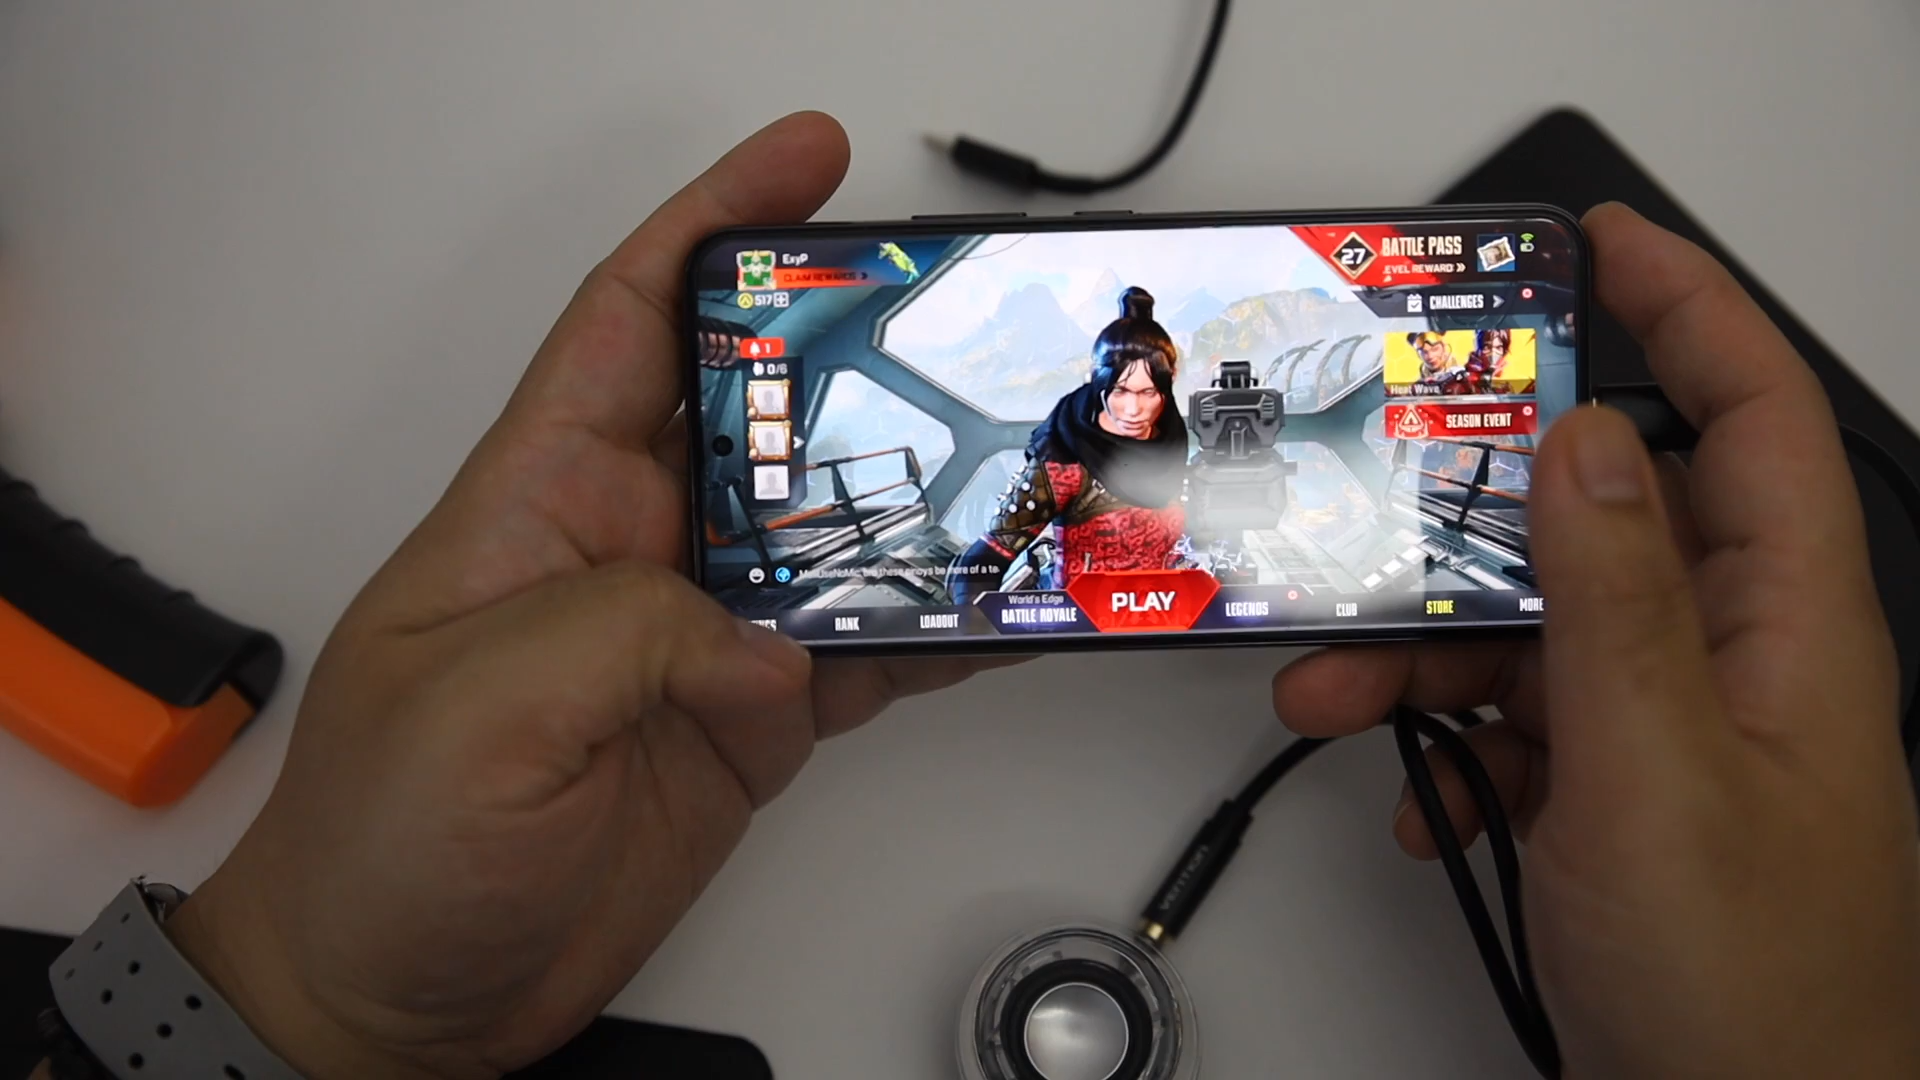 ExyP
CLAIM REWARDS
517
1
0/6
27
BATTLE PASS
LEVEL REWARD
CHALLENGES
Heat Wave
SEASON EVENT
World's Edge
BATTLE ROYALE
PLAY
RANK
LOADOUT
LEGENDS
CLUB
STORE
MORE
VENTION